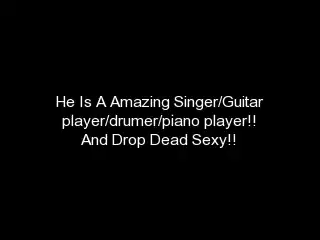 He Is A Amazing Singer/Guitar
player/drumer/piano player!!
And Drop Dead Sexy!!